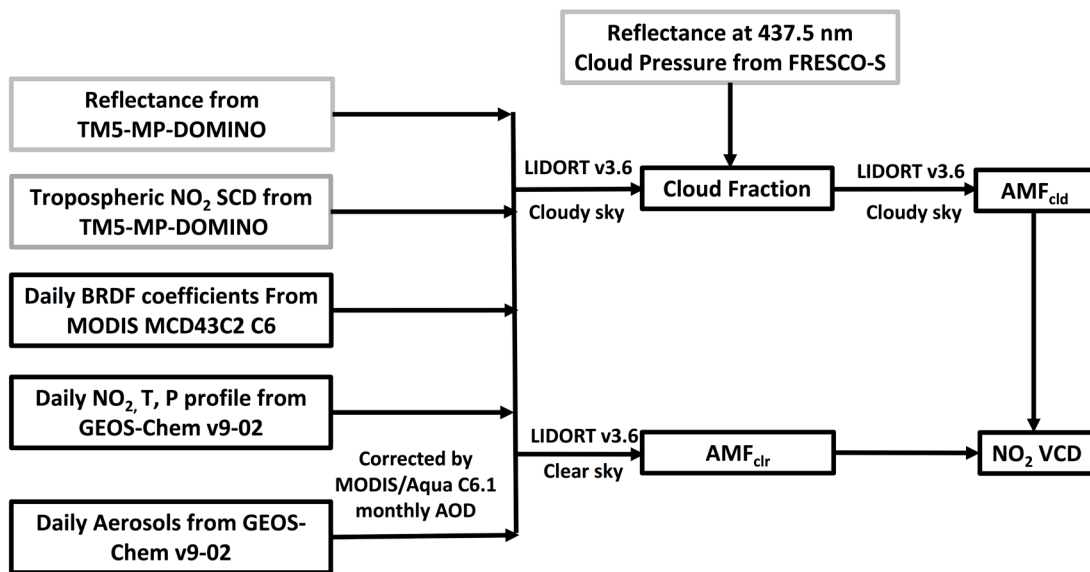 Reflectance at 437.5 nm
Cloud Pressure from FRESCO-S
Reflectance from
TM5-MP-DOMINO
Tropospheric NO₂ SCD from
TM5-MP-DOMINO
Daily BRDF coefficients From
MODIS MCD43C2 C6
Daily NO₂, T, P profile from
GEOS-Chem v9-02
Corrected by
MODIS/Aqua C6.1
monthly AOD
Daily Aerosols from GEOS-
Chem v9-02
LIDORT v3.6
Cloudy sky
Cloud Fraction
LIDORT v3.6
Cloudy sky
AMFcld
LIDORT v3.6
Clear sky
AMFclr
NO₂ VCD